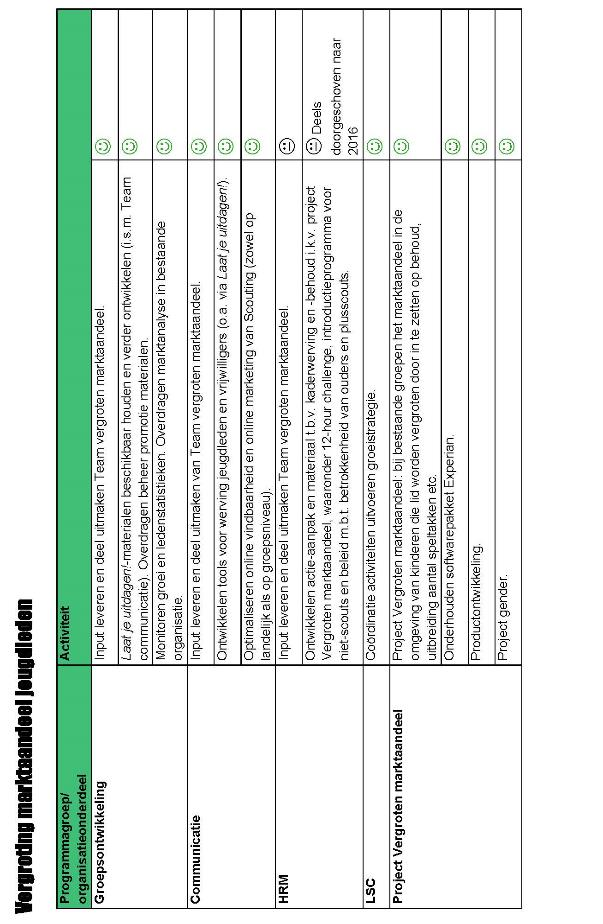 Vergroting marktaandeel jeugdleden
Programmagroep/
organisatieonderdeel
Activiteit
Groepsontwikkeling
Input leveren en deel uitmaken Team vergroten marktaandeel.
Laat je uitdagen!-materialen beschikbaar houden en verder ontwikkelen (i.s.m. Team
communicatie). Overdragen beheer promotie materialen.
Monitoren groei en ledenstatistieken. Overdragen marktanalyse in bestaande
organisatie.
Communicatie
Input leveren en deel uitmaken van Team vergroten marktaandeel.
Ontwikkelen tools voor werving jeugdleden en vrijwilligers (o.a. via Laat je uitdagen!).
Optimaliseren online vindbaarheid en online marketing van Scouting (zowel op
landelijk als op groepsniveau).
HRM
Input leveren en deel uitmaken Team vergroten marktaandeel.
Ontwikkelen actie-aanpak en materiaal t.b.v. kaderwerving en -behoud i.k.v. project
Vergroten marktaandeel, waaronder 12-hour challenge, introductieprogramma voor
niet-scouts en beleid m.b.t. betrokkenheid van ouders en plusscouts.
Deels
doorgeschoven naar
2016
LSC
Coördinatie activiteiten uitvoeren groeistrategie.
Project Vergroten marktaandeel
Project Vergroten marktaandeel: bij bestaande groepen het marktaandeel in de
omgeving van kinderen die lid worden vergroten door in te zetten op behoud,
uitbreiding aantal speltakken etc.
Onderhouden softwarepakket Experian.
Productontwikkeling.
Project gender.